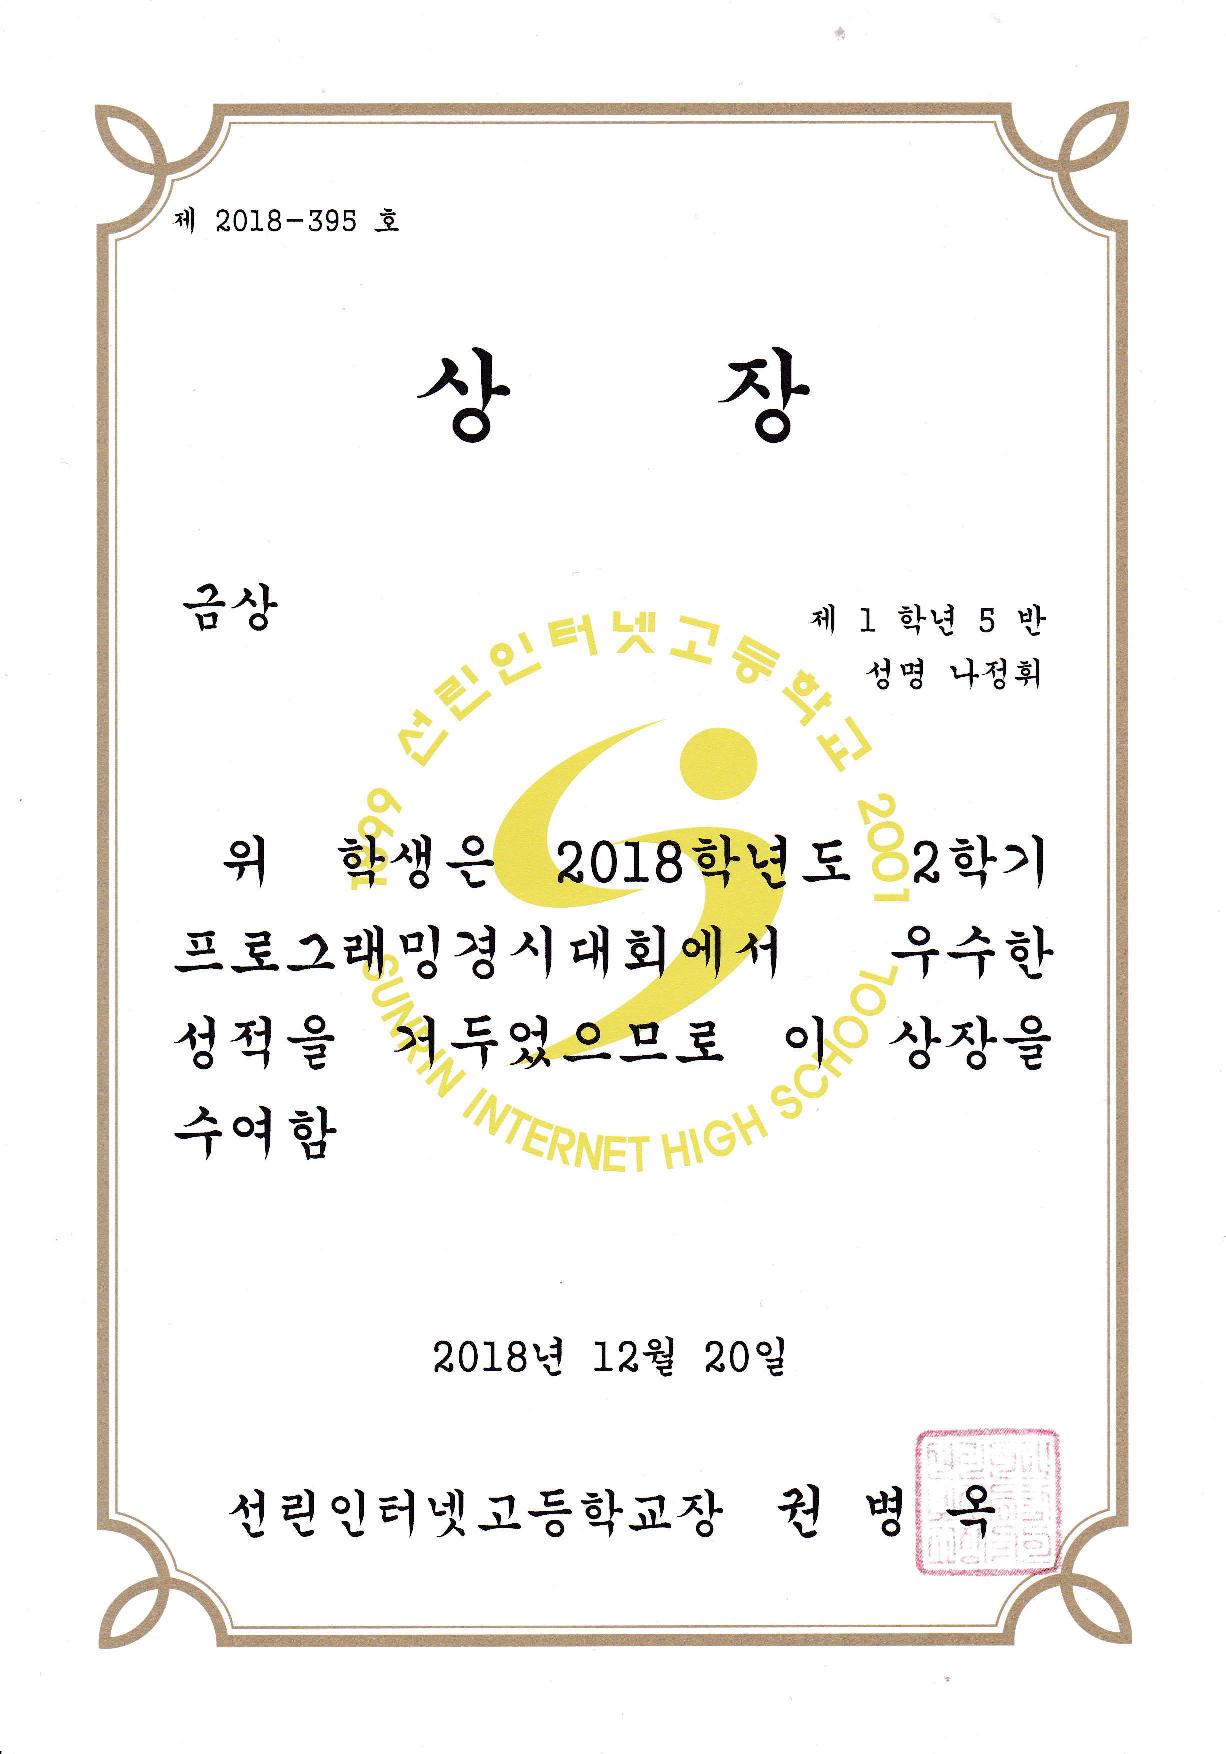 제 2018-395 호
상 장
금상
제 1 학년 5 반
성명 나정휘
선린인터넷고등학교
1999
2001
SUNRIN INTERNET HIGH SCHOOL
위 학생은 2018학년도 2학기
프로그래밍경시대회에서 우수한
성적을 거두었으므로 이 상장을
수여함
2018년 12월 20일
선린인터넷고등학교장 권 병 옥